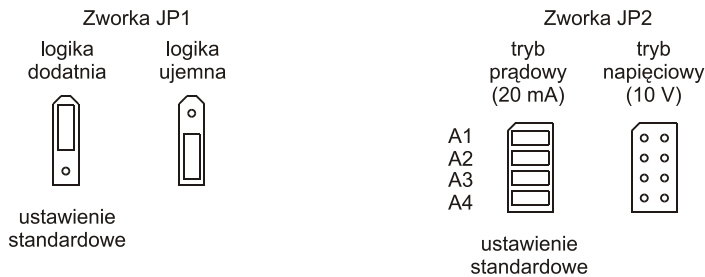 Zworka JP1
logika
dodatnia
logika
ujemna
ustawienie
standardowe
Zworka JP2
tryb
prądowy
(20 mA)
tryb
napięciowy
(10 V)
A1
A2
A3
A4
ustawienie
standardowe